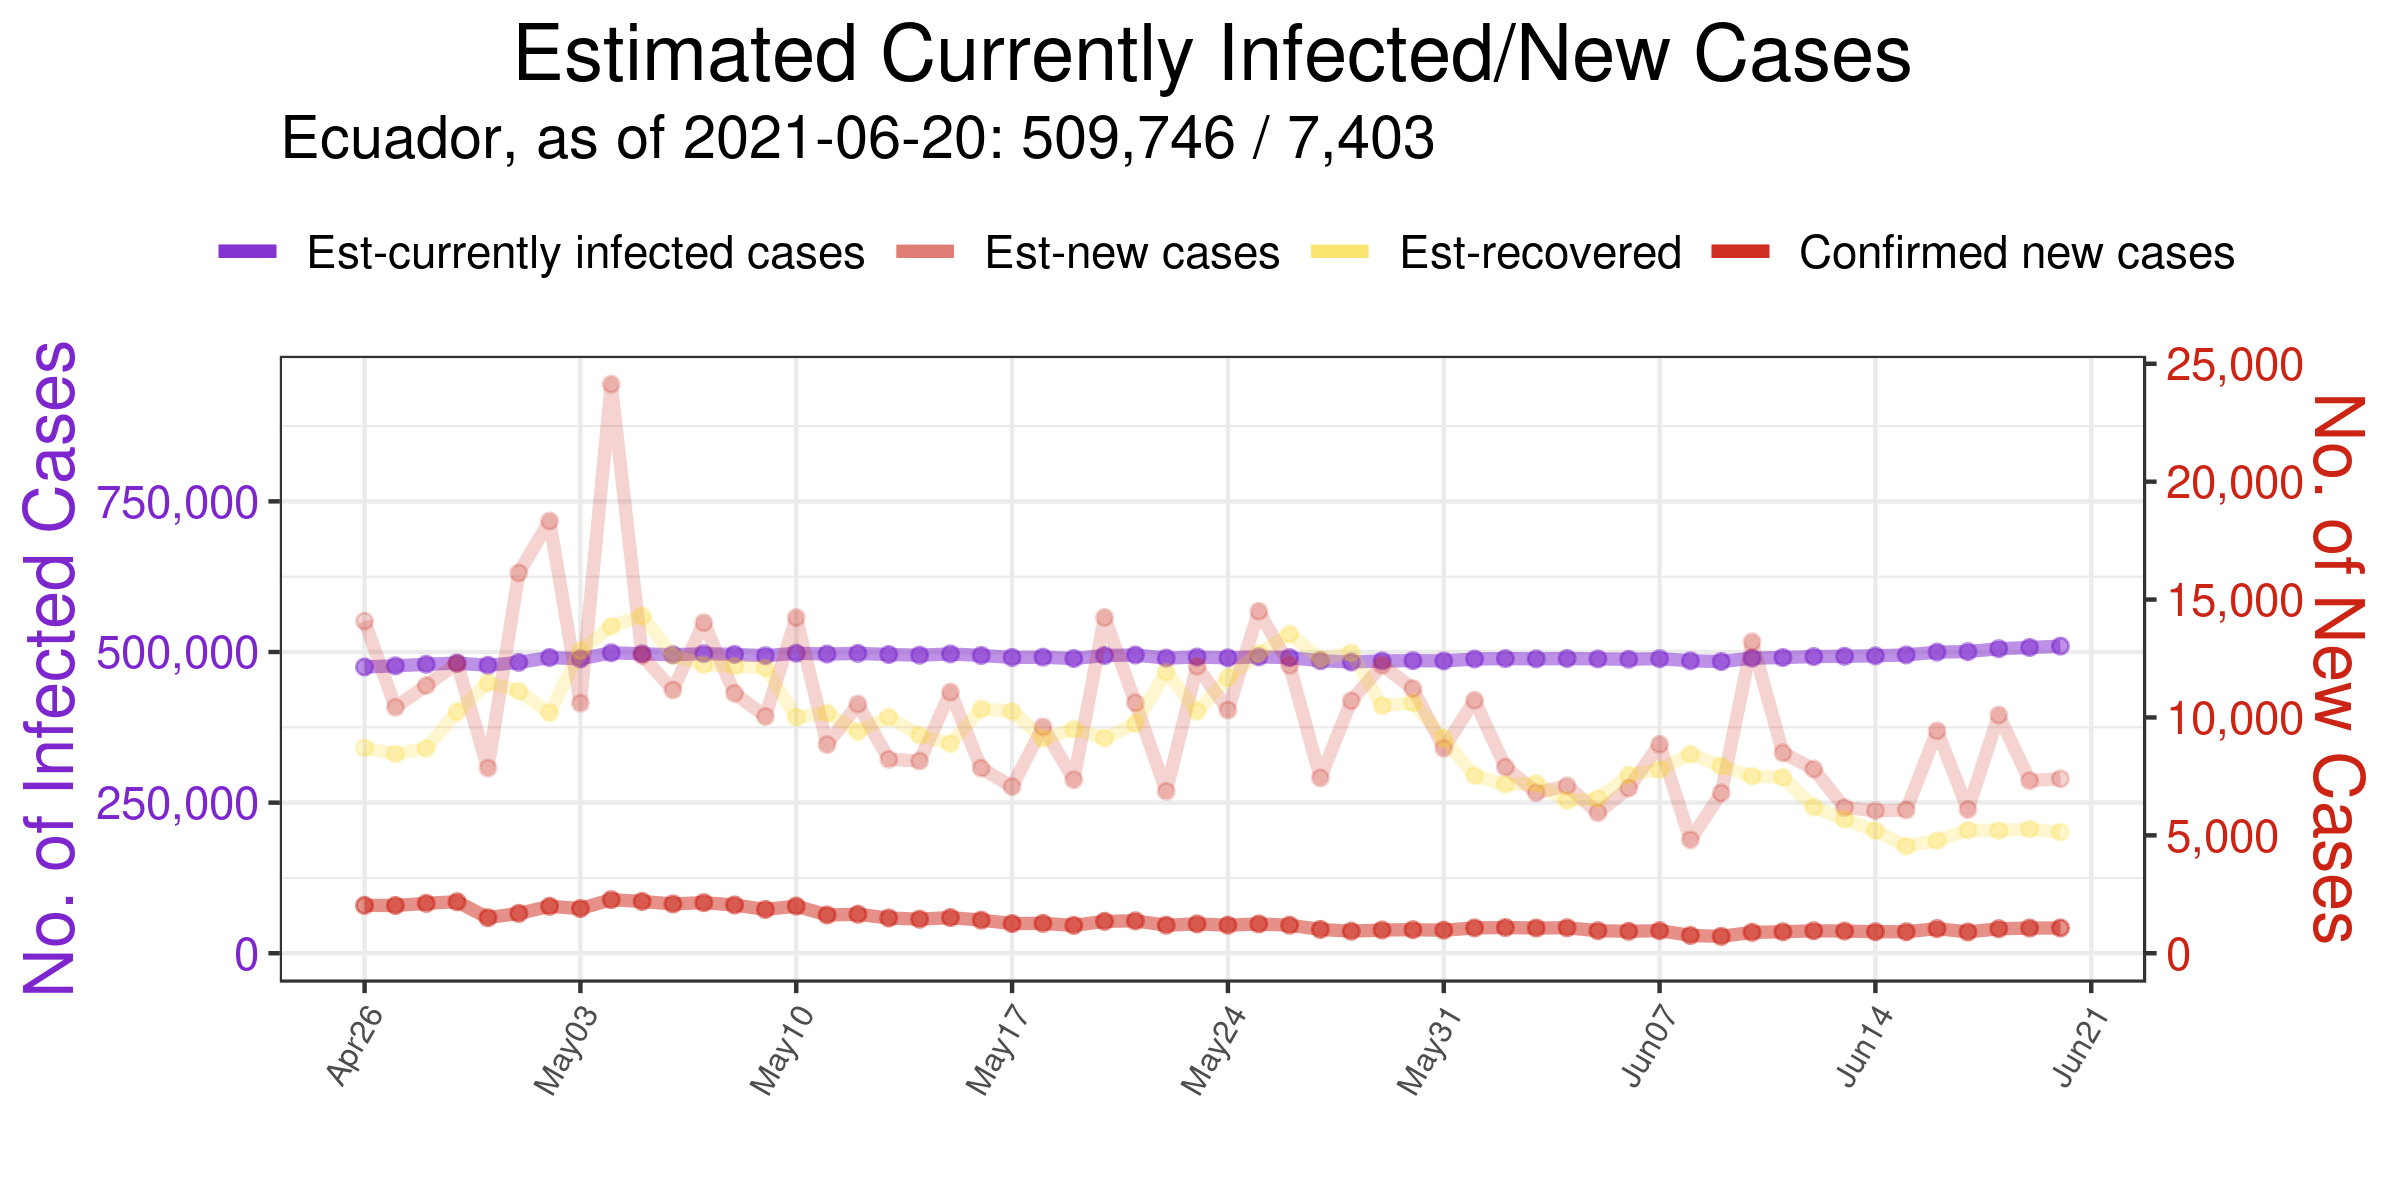 Estimated Currently Infected/New Cases
Ecuador, as of 2021-06-20: 509,746 / 7,403
Est-currently infected cases Est-new cases Est-recovered Confirmed new cases
No. of Infected Cases
750,000
500,000
250,000
0
25,000
20,000
15,000
10,000
5,000
0
No. of New Cases
Apr26 May03 May10 May17 May24 May31 Jun07 Jun14 Jun21